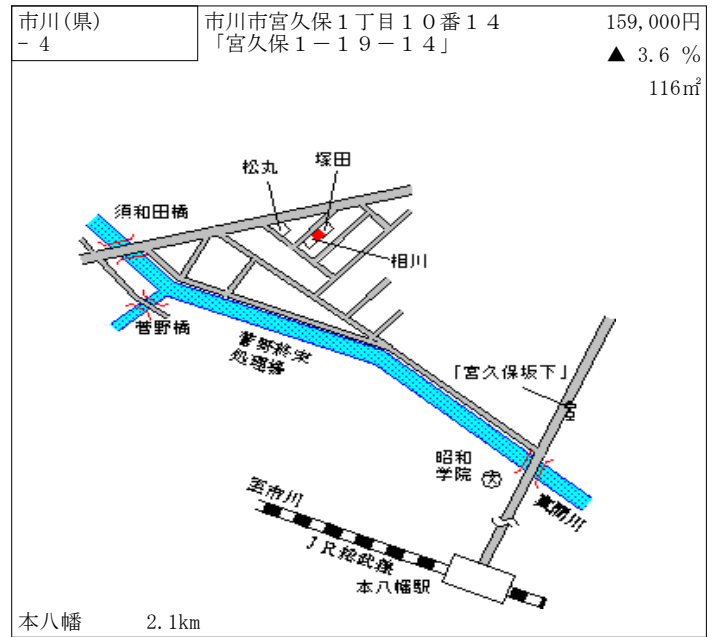 市川(県)
- 4
市川市宮久保１丁目１０番１４
「宮久保１－１９－１４」
159,000円
▲ 3.6 %
116㎡
塚田
松丸
須和田橋
相川
菅野橋
菅野終末
処理場
「宮久保坂下」
昭和
学院
至市川
真間川
ＪＲ総武線
本八幡駅
本八幡 2.1km